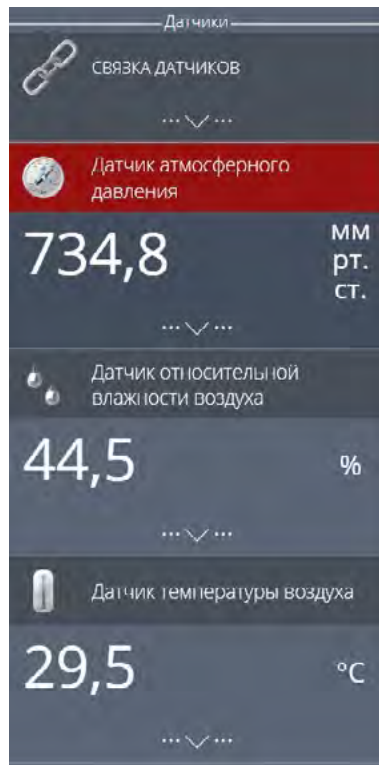 Датчики
СВЯЗКА ДАТЧИКОВ
Датчик атмосферного
давления
734,8
мм
рт.
ст.
Датчик относительной
влажности воздуха
44,5
%
Датчик температуры воздуха
29,5
°C